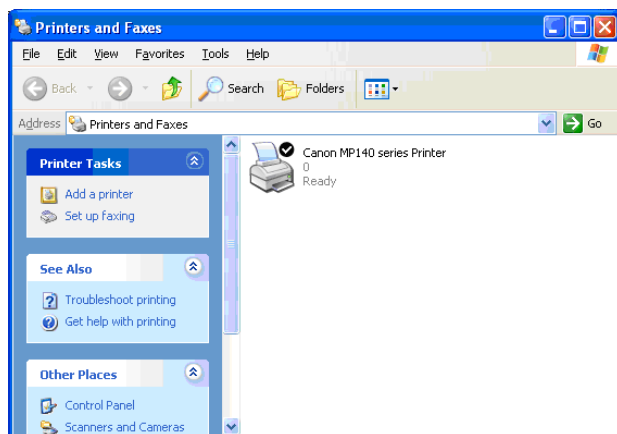 Printers and Faxes
File Edit View Favorites Tools Help
Back Search Folders
Address Printers and Faxes Go
Printer Tasks
Add a printer
Set up faxing
See Also
Troubleshoot printing
Get help with printing
Other Places
Control Panel
Scanners and Cameras
Canon MP140 series Printer
0
Ready